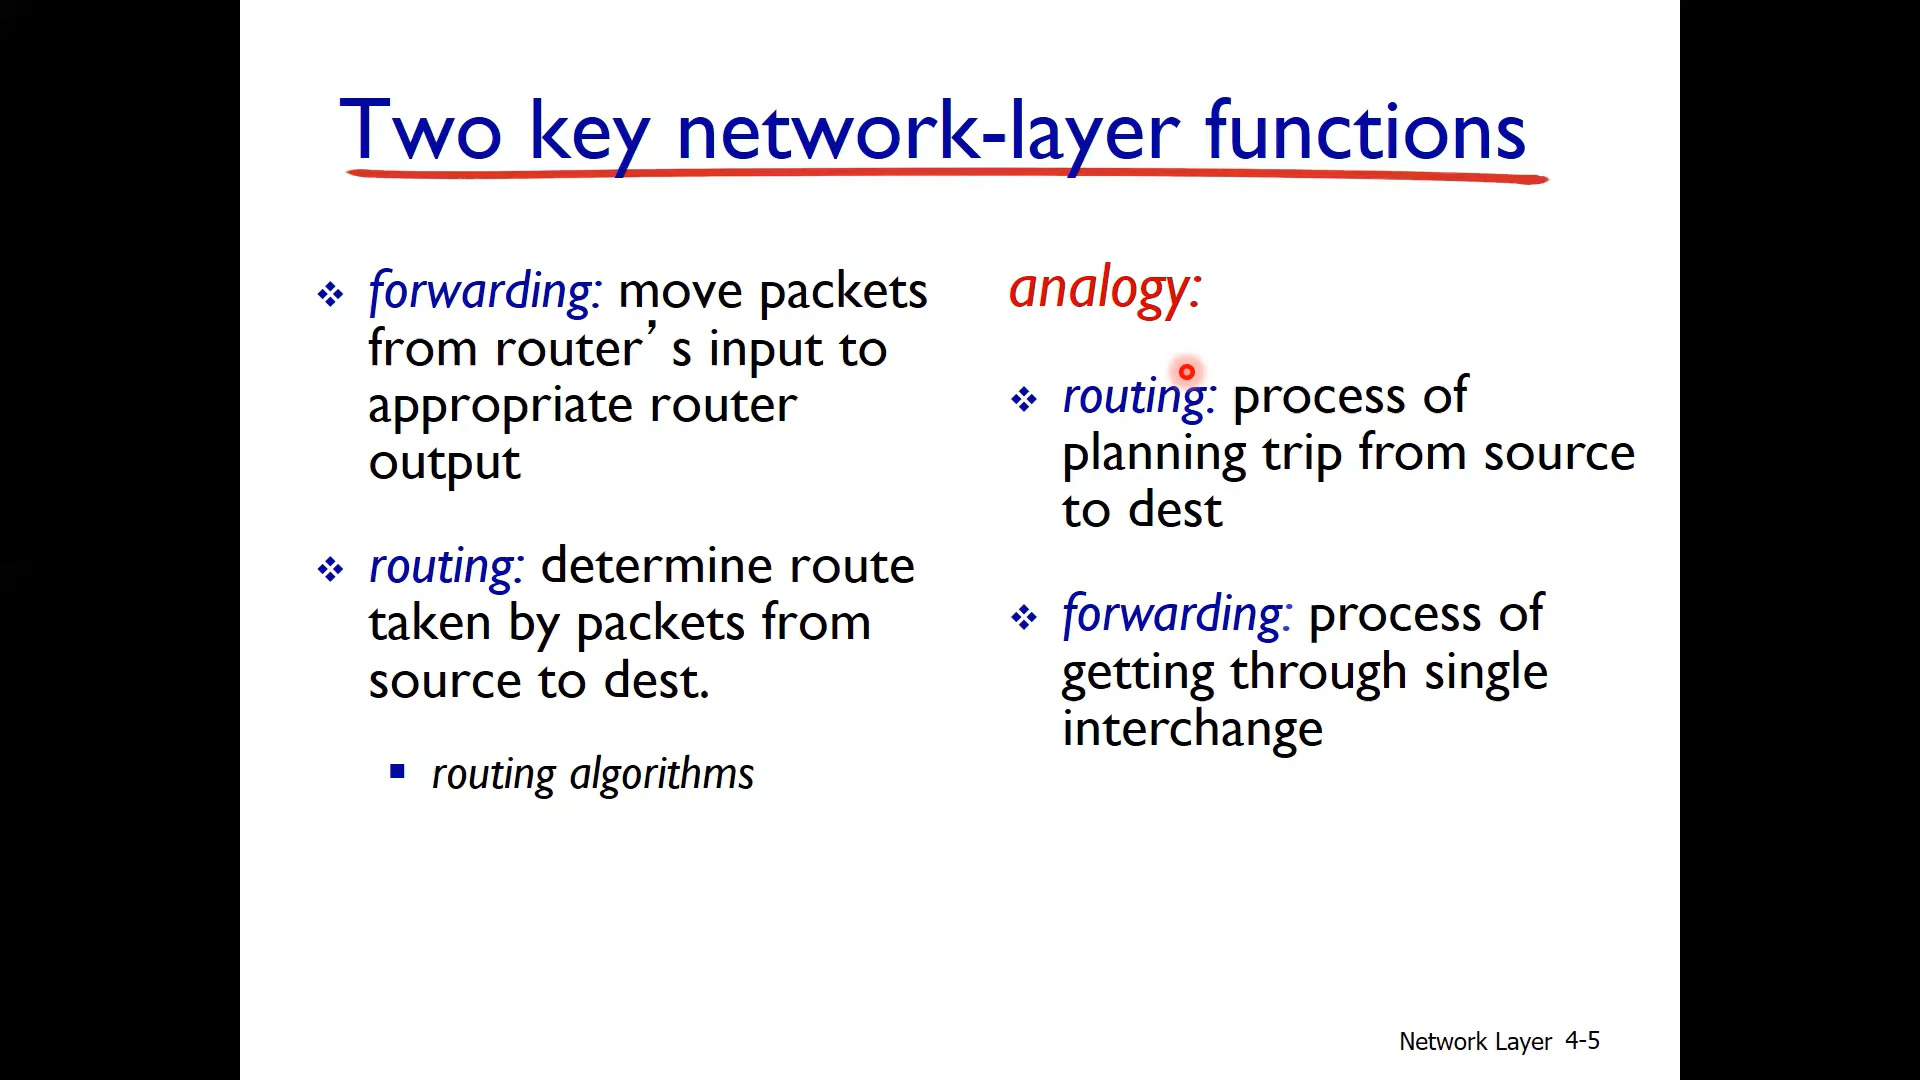 Two key network-layer functions
❖ forwarding: move packets
from router’s input to
appropriate router
output
❖ routing: determine route
taken by packets from
source to dest.
▪ routing algorithms
analogy:
❖ routing: process of
planning trip from source
to dest
❖ forwarding: process of
getting through single
interchange
Network Layer 4-5